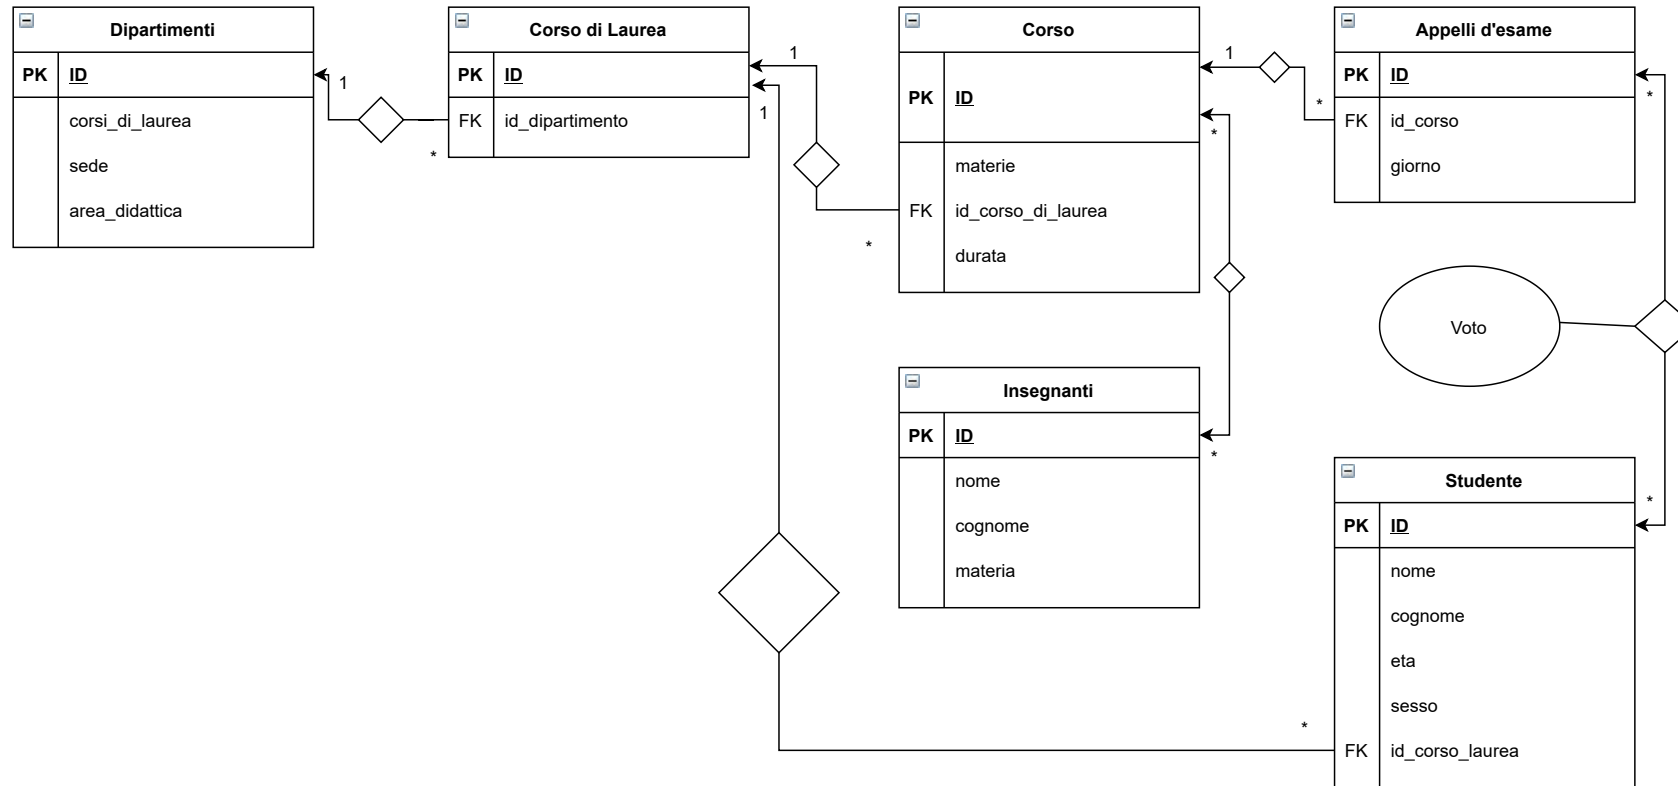 Dipartimenti
PK ID
corsi_di_laurea
sede
area_didattica
1
*
Corso di Laurea
PK ID
FK id_dipartimento
1
1
*
Corso
PK ID
materie
FK id_corso_di_laurea
durata
1
*
*
Appelli d'esame
PK ID
FK id_corso
giorno
*
Voto
Insegnanti
PK ID
nome
cognome
materia
*
Studente
PK ID
nome
cognome
eta
sesso
FK id_corso_laurea
*
*